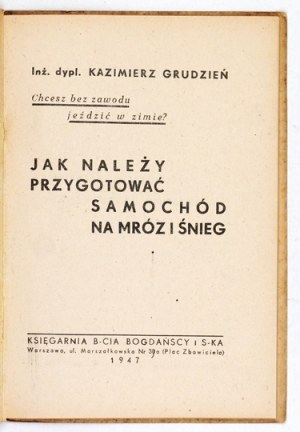 Inż. dypl. KAZIMIERZ GRUDZIEŃ
Chcesz bez zawodu
jeździć w zimie?
JAK NALEŻY
PRZYGOTOWAĆ
SAMOCHÓD
NA MRÓZ I ŚNIEG
KSIĘGARNIA B-CIA BOGDAŃSCY I S-KA
Warszawa, ul. Marszałkowska Nr (Plac Zbawiciela)
1947